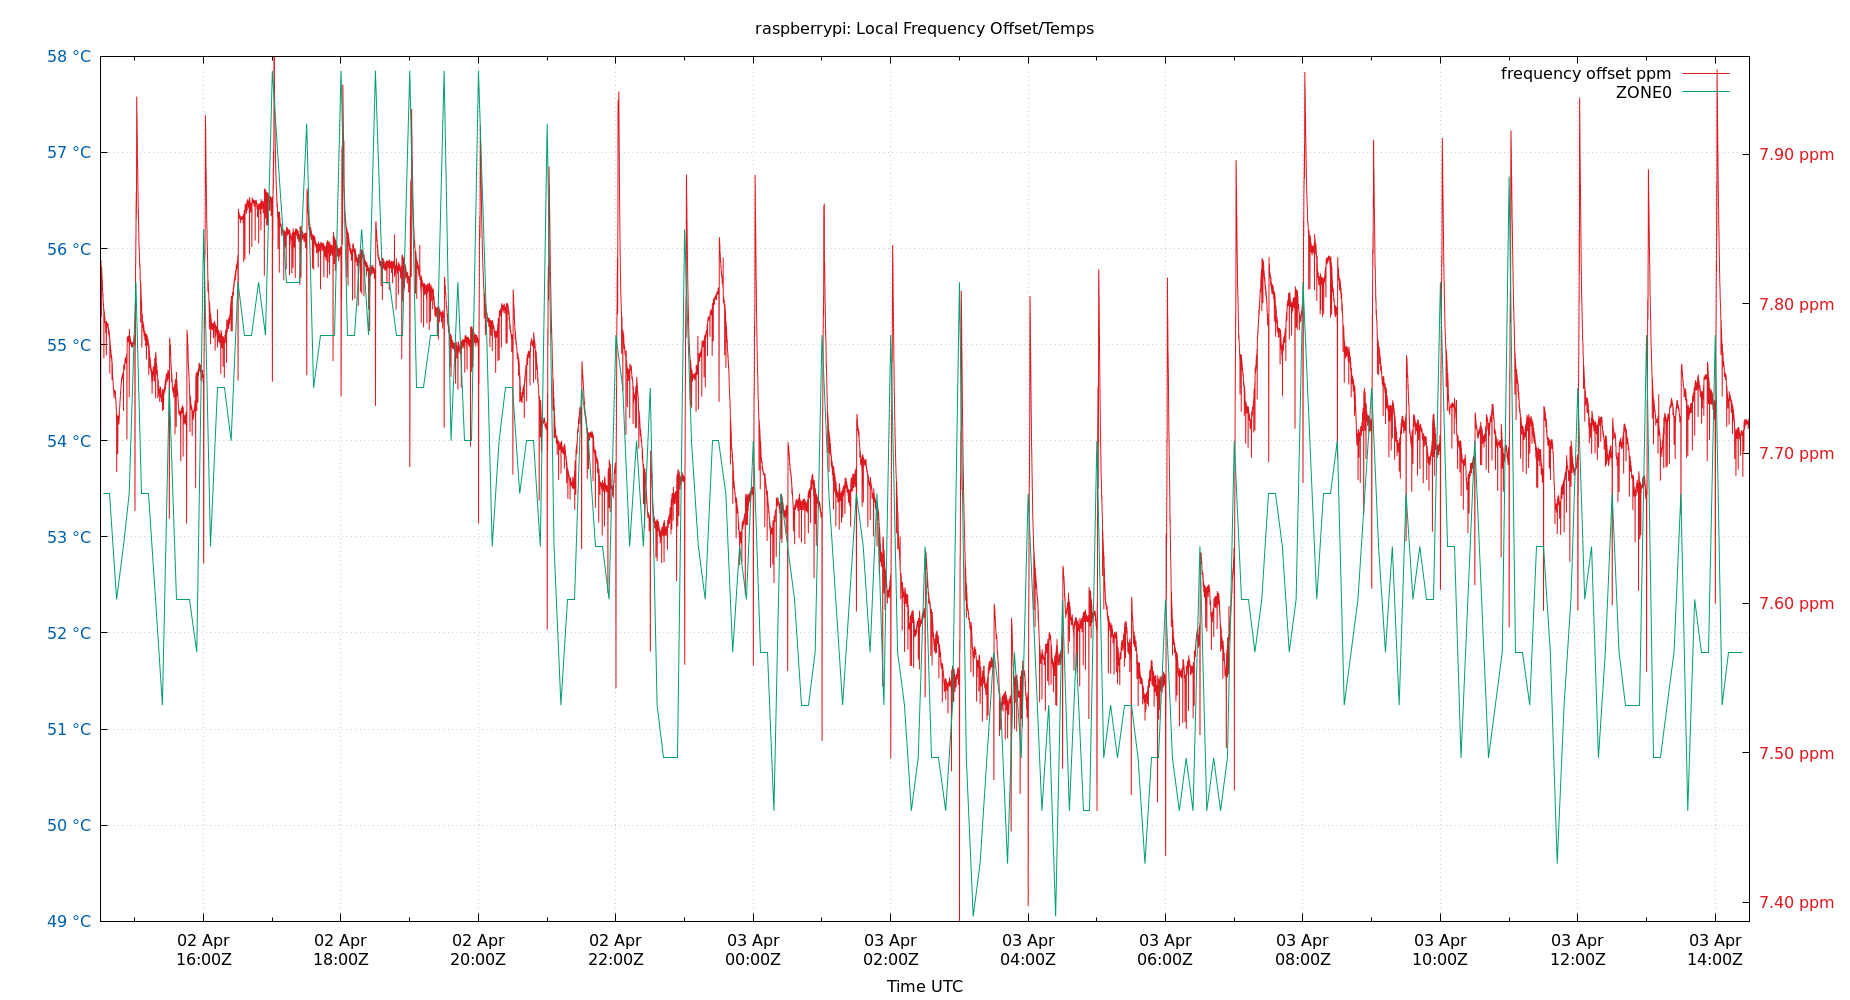 raspberrypi: Local Frequency Offset/Temps
frequency offset ppm
ZONE0
58 °C
57 °C
56 °C
55 °C
54 °C
53 °C
52 °C
51 °C
50 °C
49 °C
7.90 ppm
7.80 ppm
7.70 ppm
7.60 ppm
7.50 ppm
7.40 ppm
02 Apr
16:00Z
02 Apr
18:00Z
02 Apr
20:00Z
02 Apr
22:00Z
03 Apr
00:00Z
03 Apr
02:00Z
03 Apr
04:00Z
03 Apr
06:00Z
03 Apr
08:00Z
03 Apr
10:00Z
03 Apr
12:00Z
03 Apr
14:00Z
Time UTC